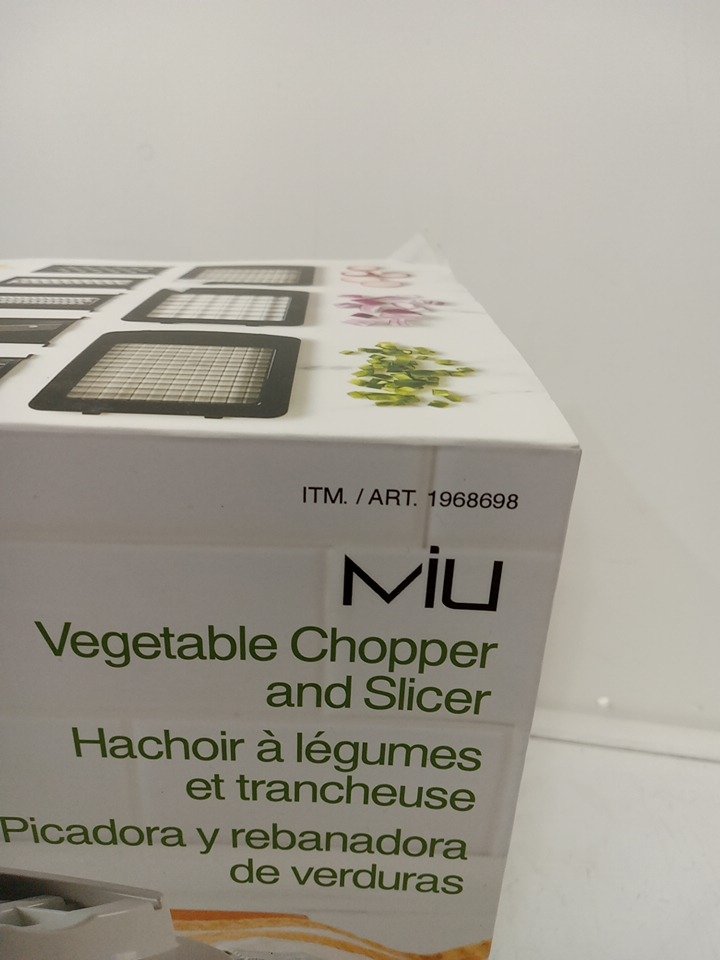 ITM. / ART. 1968698
MIU
Vegetable Chopper
and Slicer
Hachoir à légumes
et trancheuse
Picadora y rebanadora
de verduras